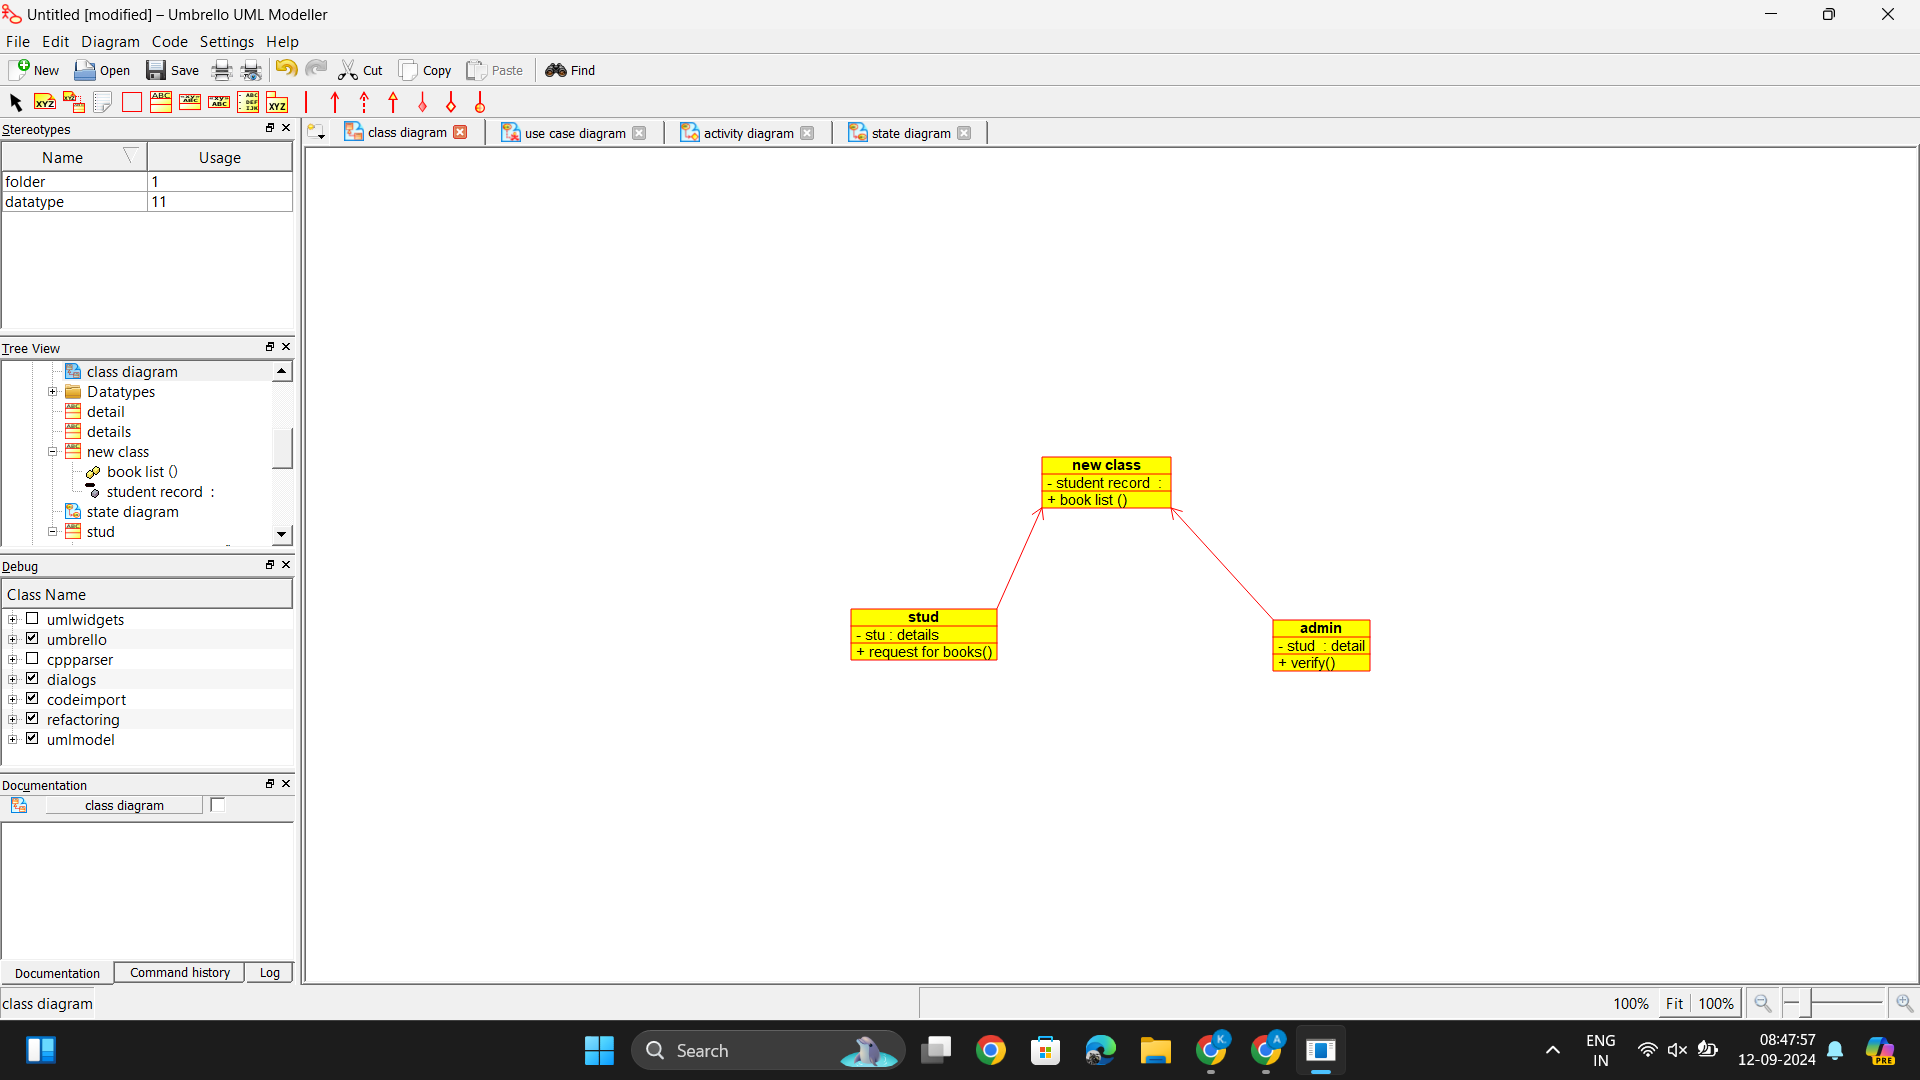 Untitled [modified] – Umbrello UML Modeller
File Edit Diagram Code Settings Help
New Open Save Cut Copy Paste Find
Stereotypes
Name Usage
folder 1
datatype 11
class diagram use case diagram activity diagram state diagram
Tree View
class diagram
Datatypes
detail
details
new class
book list ()
student record :
state diagram
stud
Debug
Class Name
umlwidgets
umbrello
cppparser
dialogs
codeimport
refactoring
umlmodel
Documentation
class diagram
Documentation Command history Log
new class
- student record :
+ book list ()
stud
- stu : details
+ request for books()
admin
- stud : detail
+ verify()
class diagram
100% Fit 100%
Search
ENG
IN
08:47:57
12-09-2024